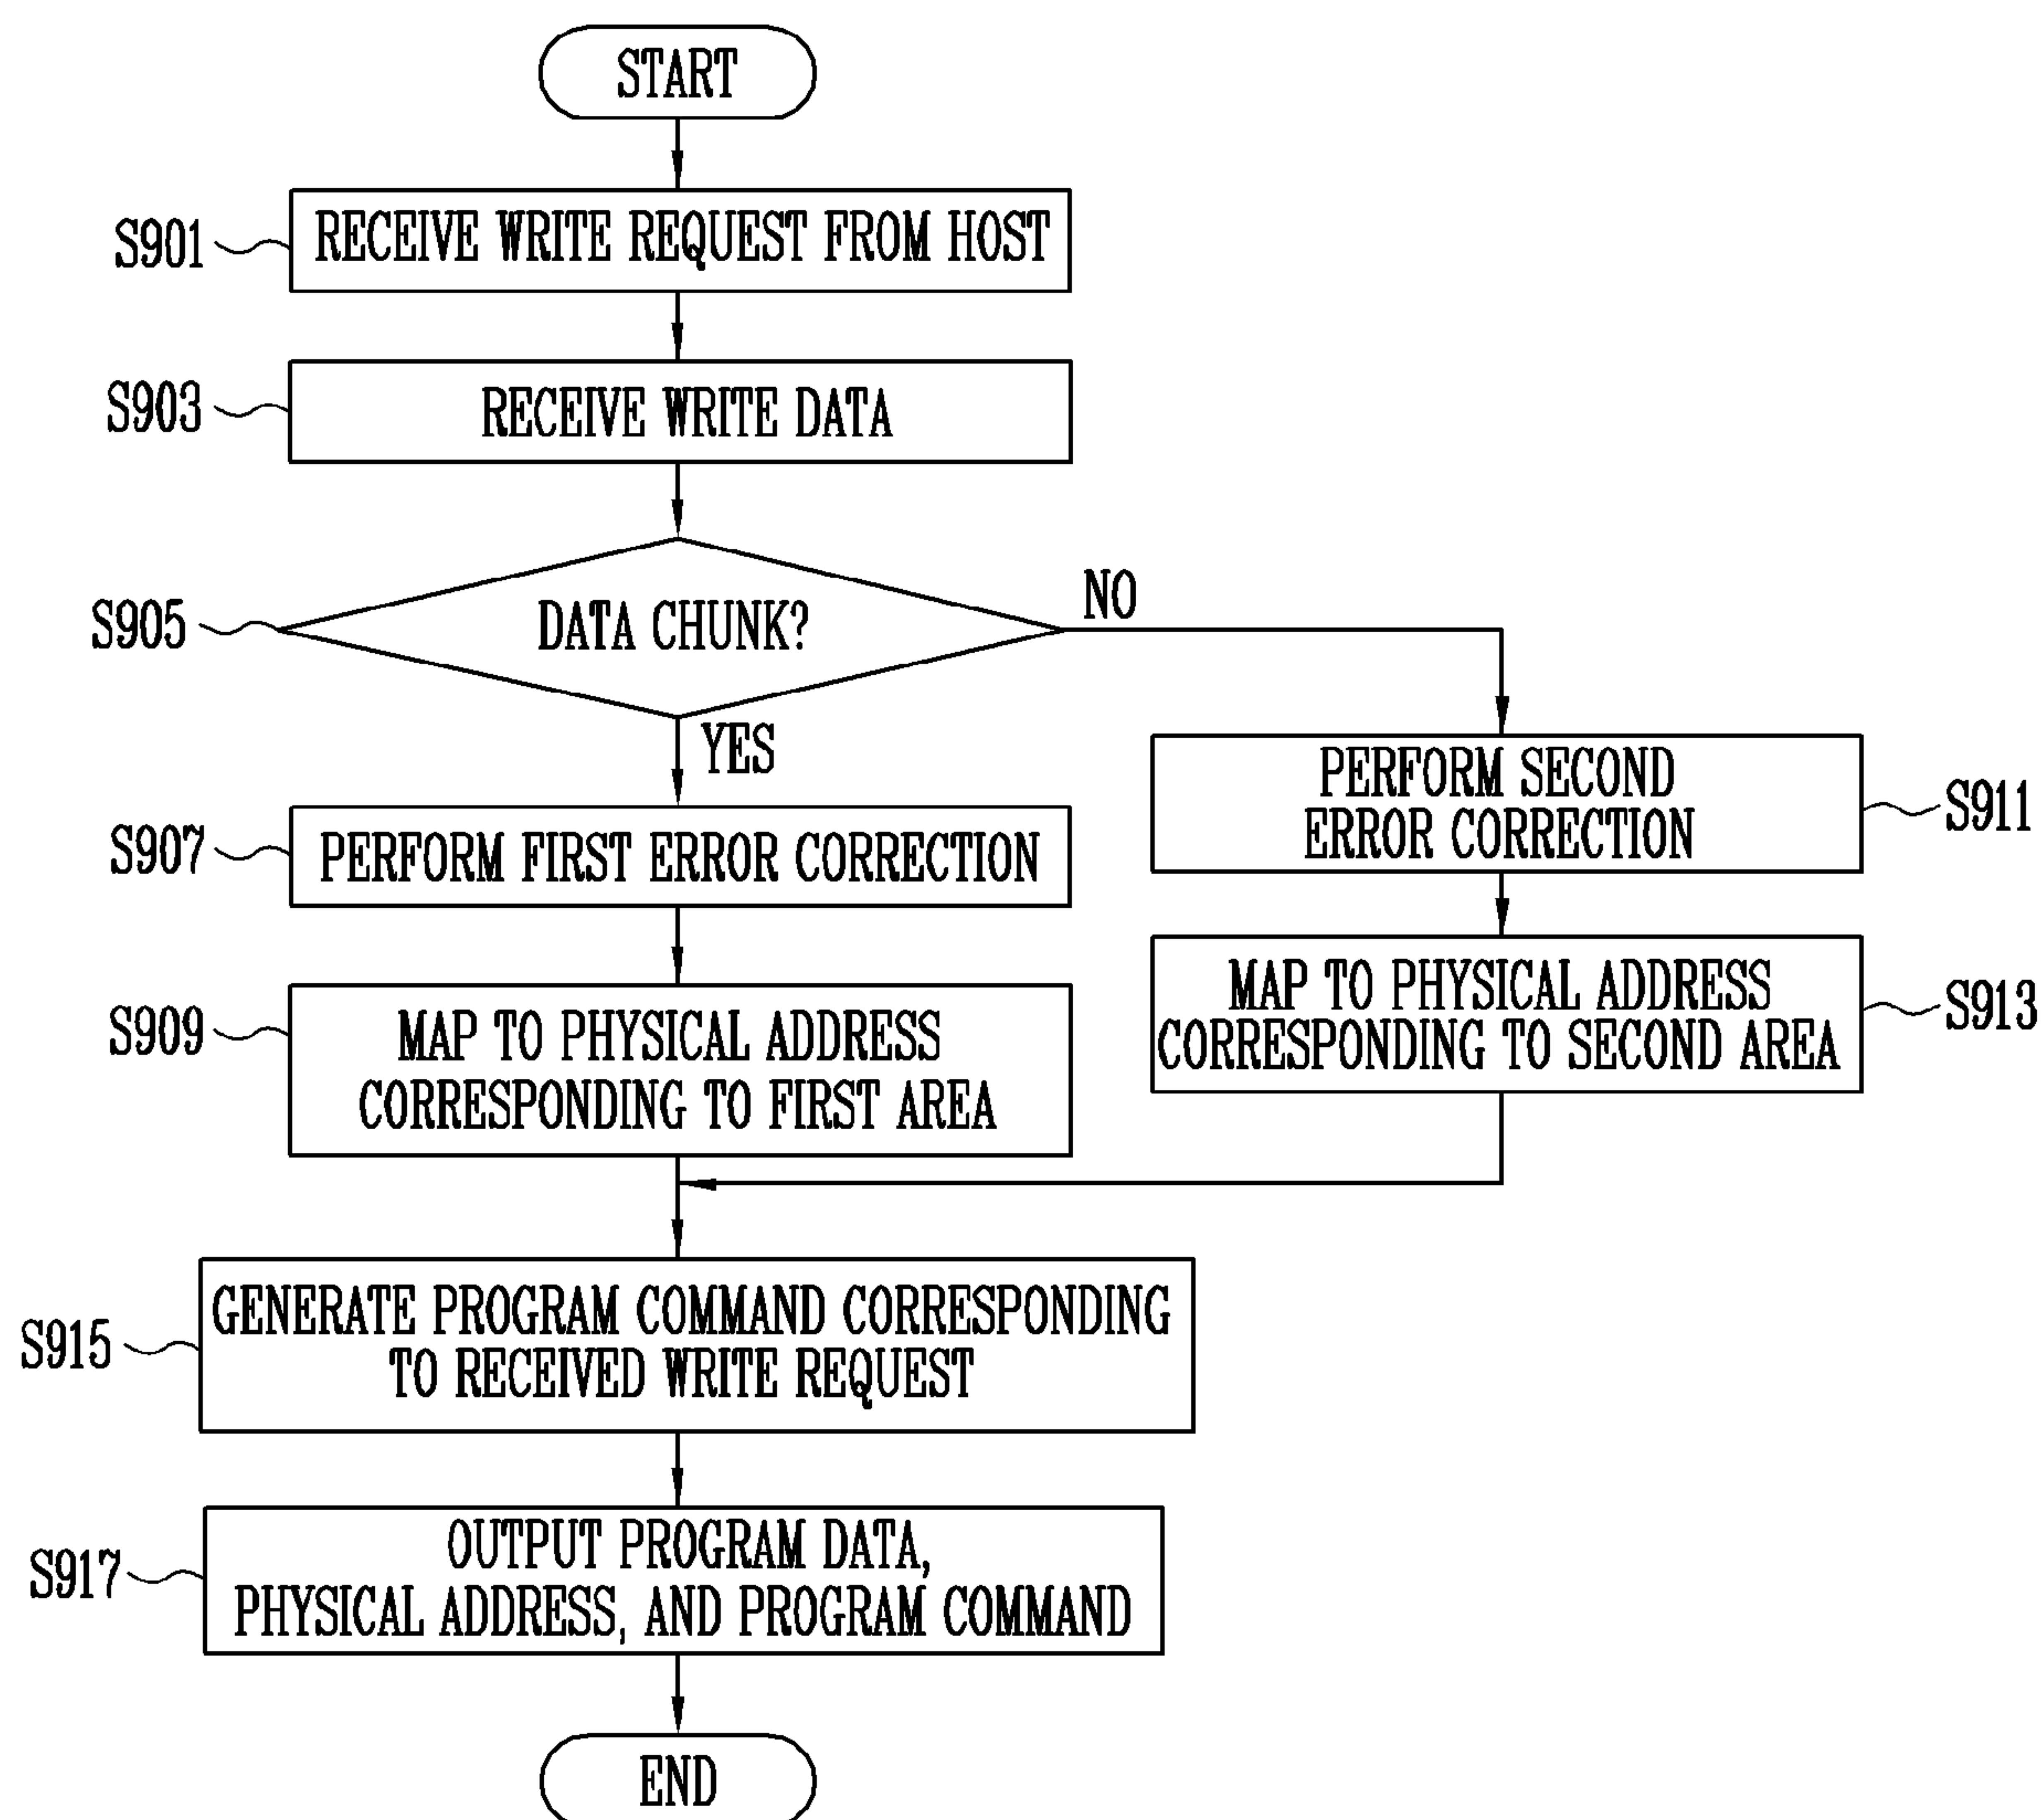 START
S901
RECEIVE WRITE REQUEST FROM HOST
S903
RECEIVE WRITE DATA
S905
DATA CHUNK?
NO
YES
S907
PERFORM FIRST ERROR CORRECTION
PERFORM SECOND
ERROR CORRECTION
S911
S909
MAP TO PHYSICAL ADDRESS
CORRESPONDING TO FIRST AREA
MAP TO PHYSICAL ADDRESS
CORRESPONDING TO SECOND AREA
S913
S915
GENERATE PROGRAM COMMAND CORRESPONDING
TO RECEIVED WRITE REQUEST
S917
OUTPUT PROGRAM DATA,
PHYSICAL ADDRESS, AND PROGRAM COMMAND
END